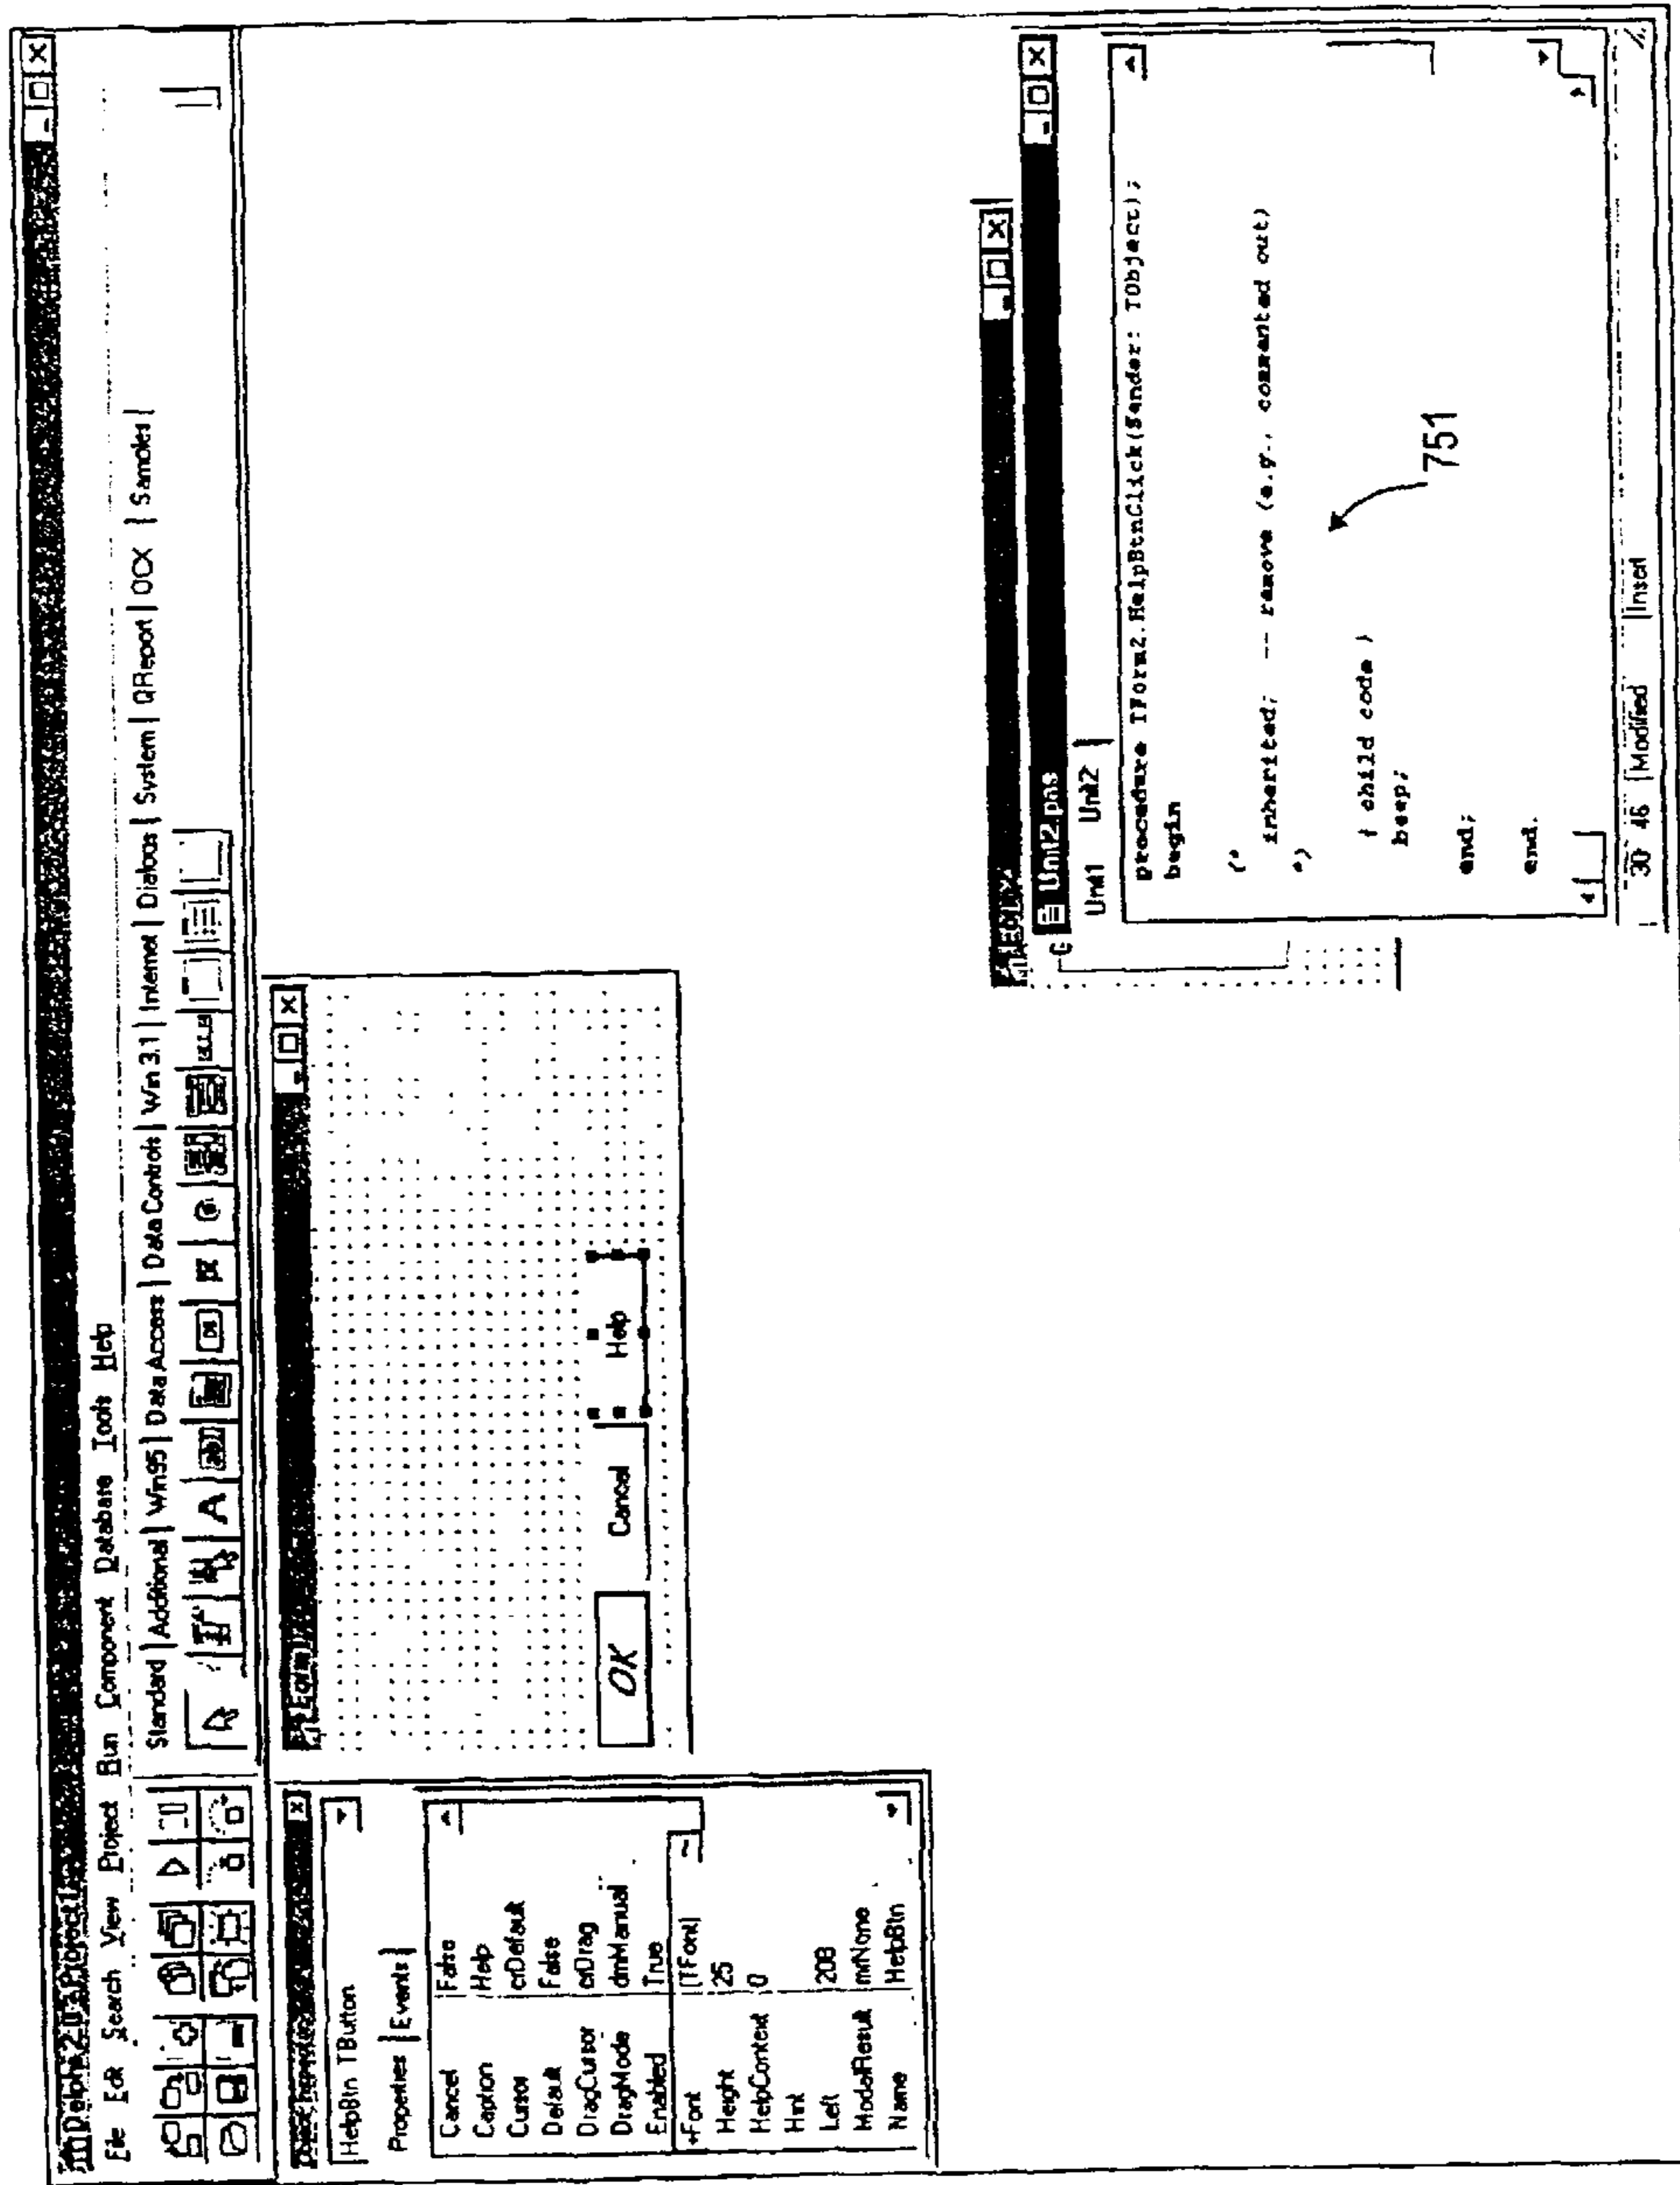 Delphi 2.0 - Project1
File Edit Search View Project Run Component Database Tools Help
Standard | Additional | Win95 | Data Access | Data Controls | Win 3.1 | Internet | Dialogs | System | QReport | OCX | Samples |
Object Inspector
HelpBtn TButton
Properties | Events |
Cancel False
Caption Help
Cursor crDefault
Default False
DragCursor crDrag
DragMode dmManual
Enabled True
+Font (TFont)
Height 25
HelpContext 0
Hint
Left 208
ModalResult mrNone
Name HelpBtn
OK Cancel Help
Form2
Unit2.pas
Unit1 Unit2
procedure TForm2.HelpBtnClick(Sender: TObject);
begin
(*
inherited; -- remove (e.g., commented out)
*)
{ child code }
beep;
end;
end.
751
30: 46 Modified Insert